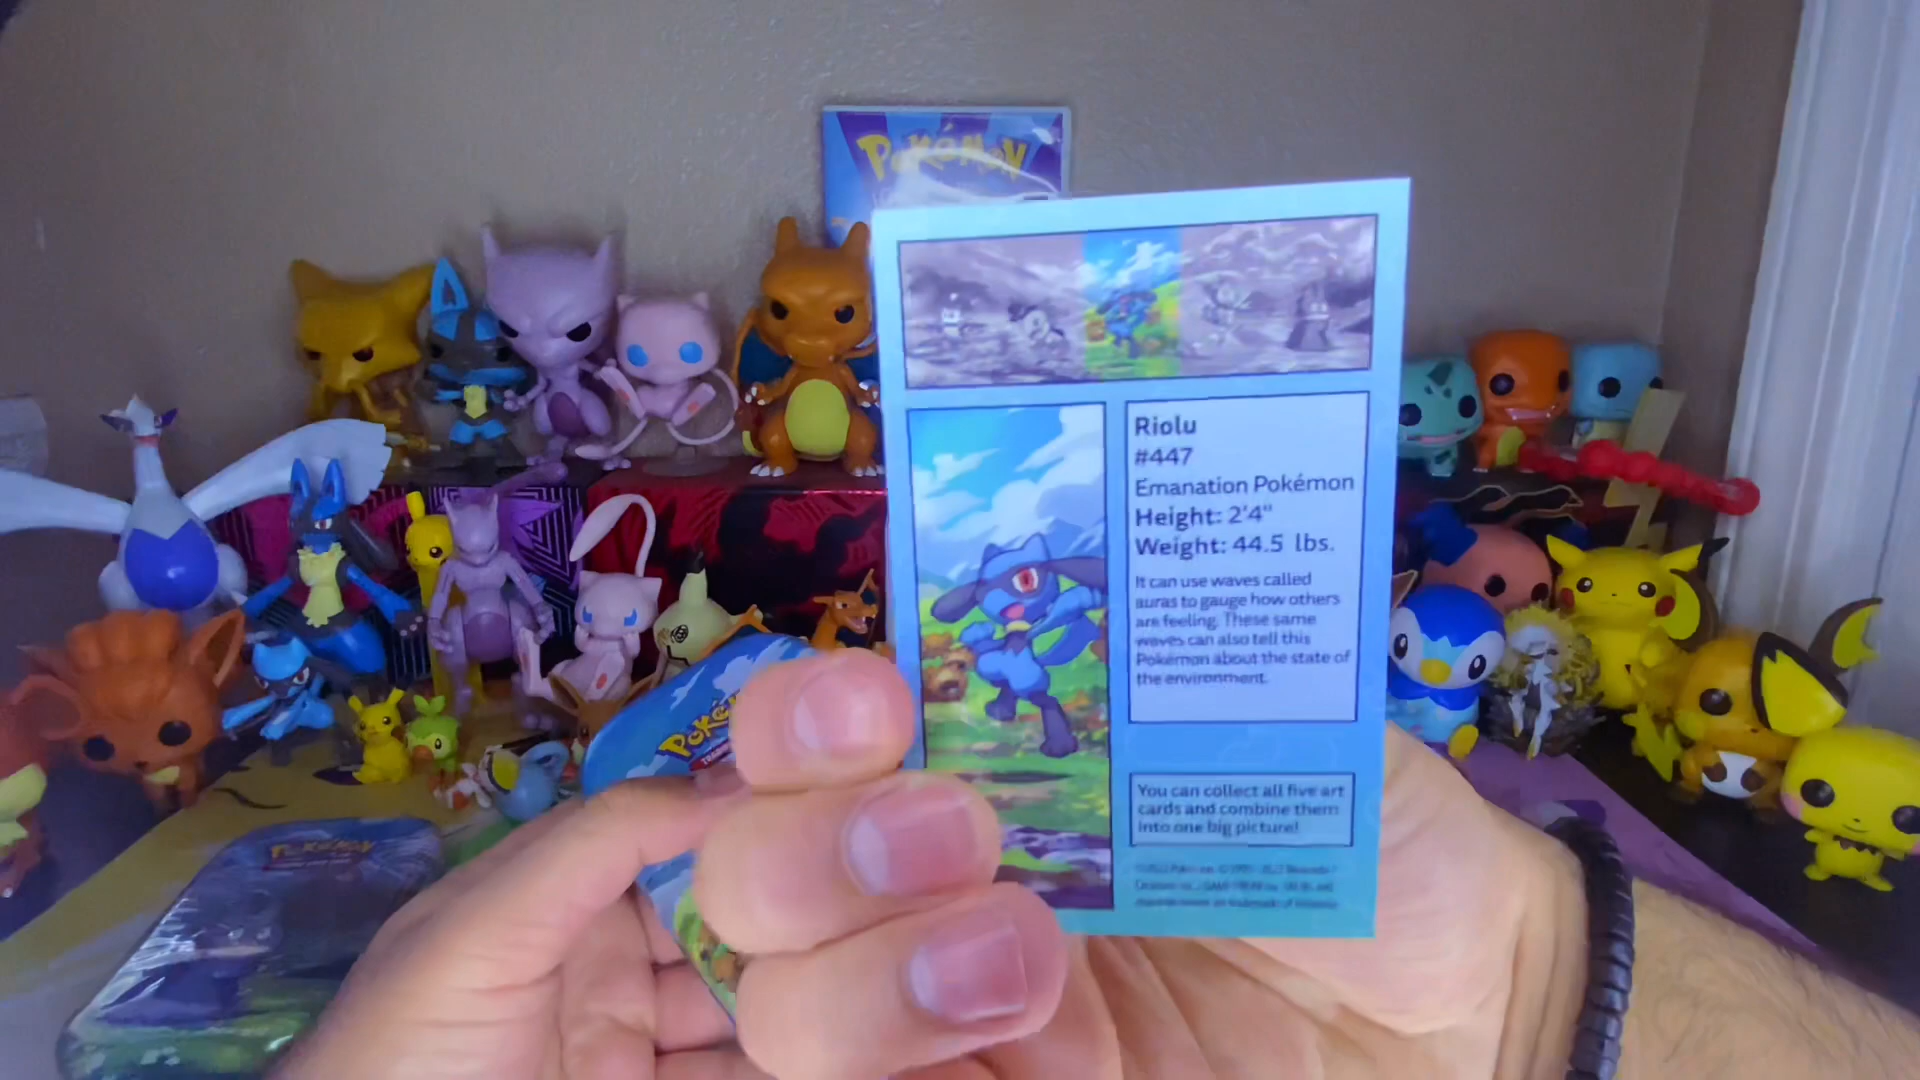 Pokémon
Riolu
#447
Emanation Pokémon
Height: 2'4"
Weight: 44.5 lbs.
It can use waves called
auras to gauge how others
are feeling. These same
waves can also tell this
Pokémon about the state of
the environment.
You can collect all five art
cards and combine them
into one big picture!
Poké
Pokémon